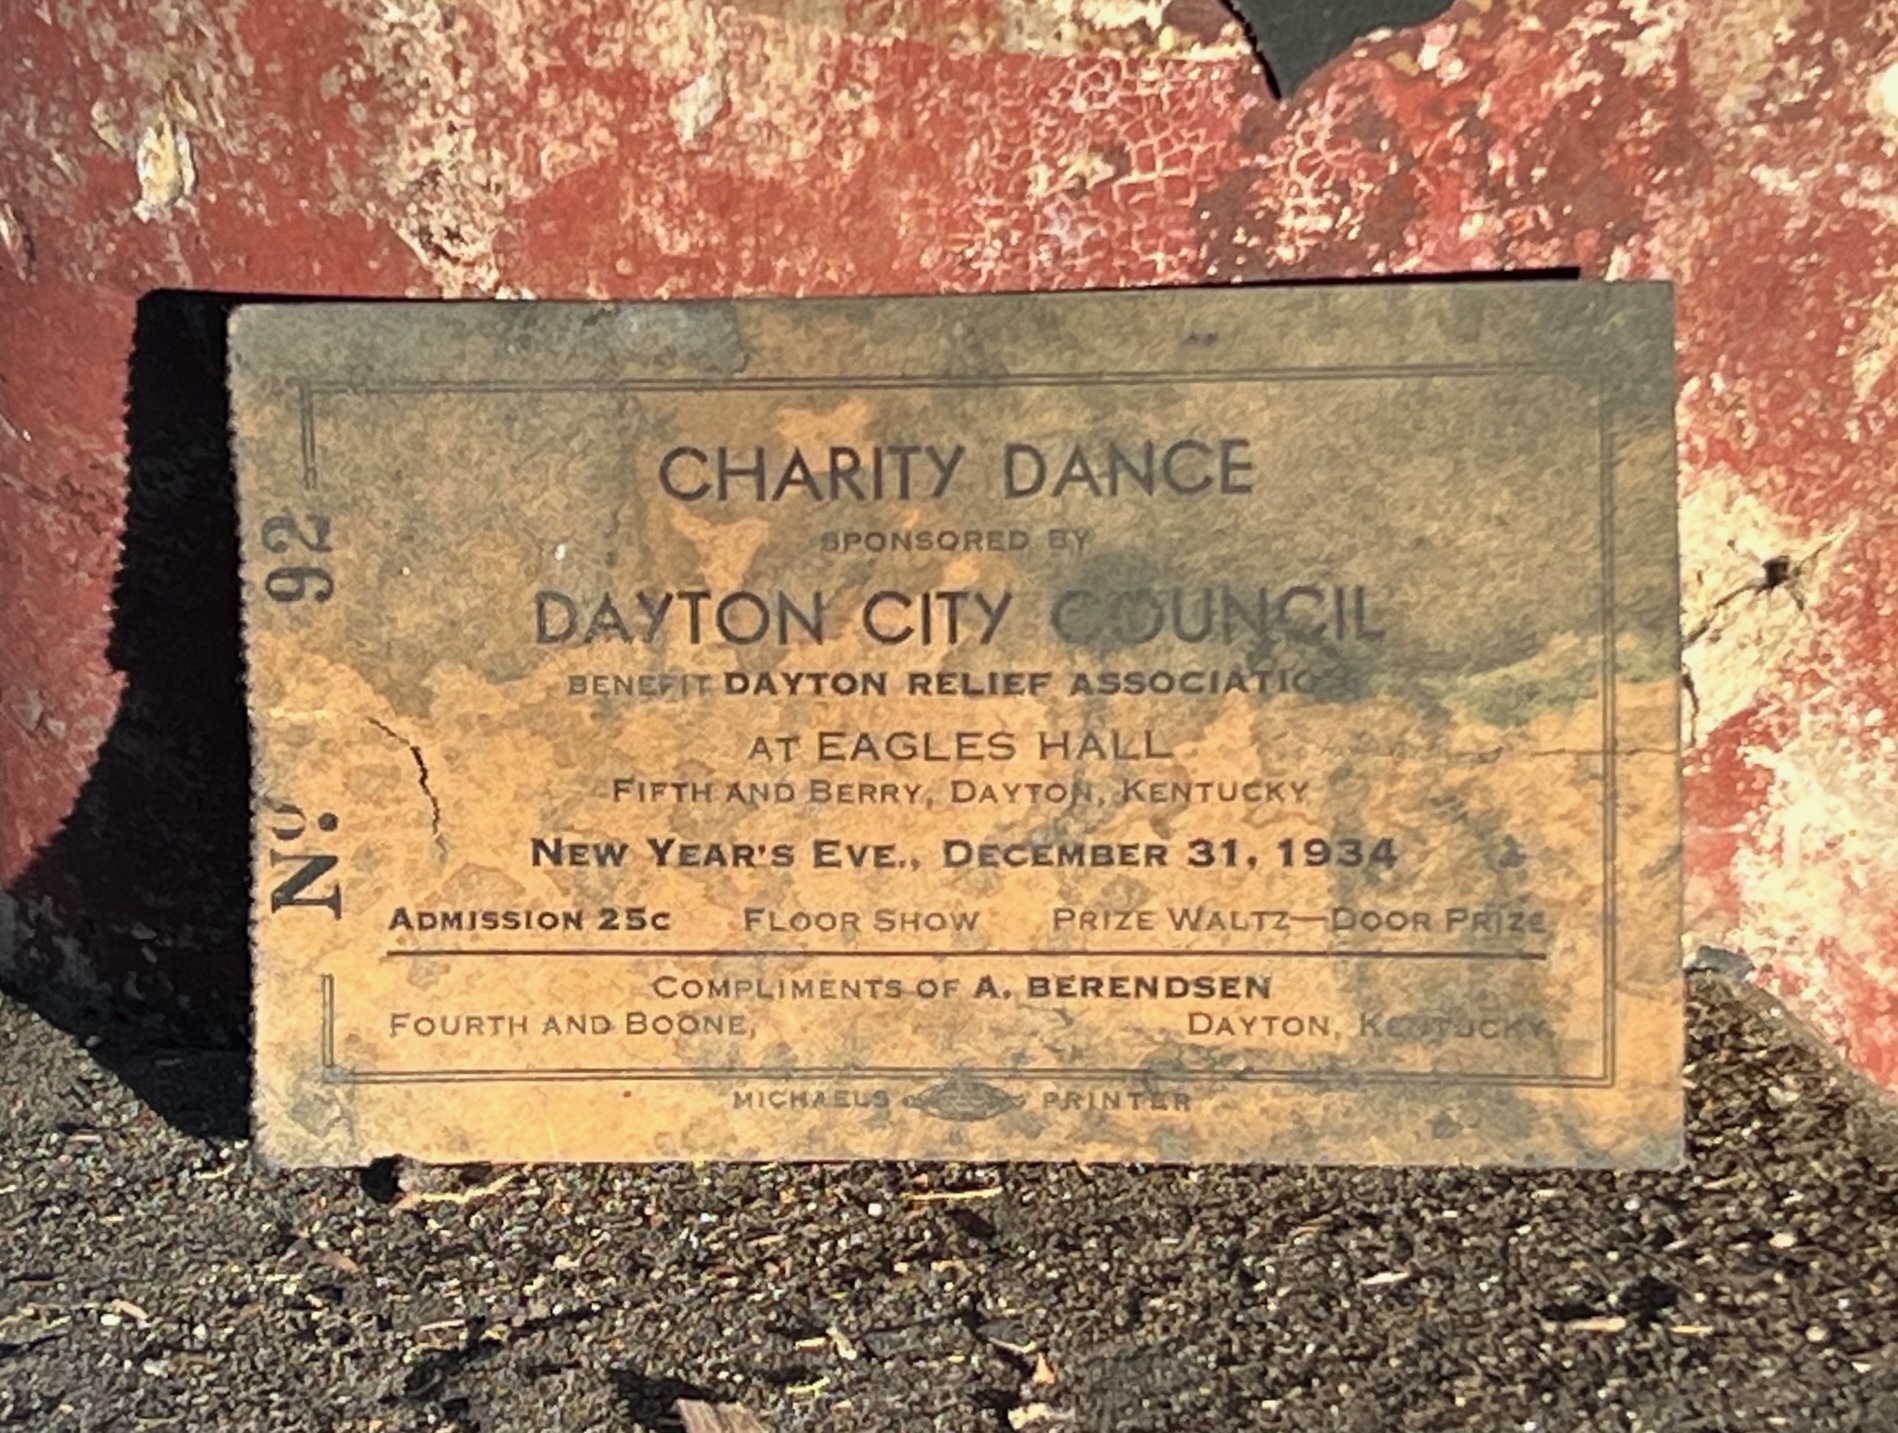 Nº. 92
CHARITY DANCE
SPONSORED BY
DAYTON CITY COUNCIL
BENEFIT DAYTON RELIEF ASSOCIATIO
AT EAGLES HALL
FIFTH AND BERRY, DAYTON, KENTUCKY
NEW YEAR'S EVE., DECEMBER 31, 1934
ADMISSION 25c FLOOR SHOW PRIZE WALTZ—DOOR PRIZE
COMPLIMENTS OF A. BERENDSEN
FOURTH AND BOONE, DAYTON, KENTUCKY
MICHAELS PRINTER